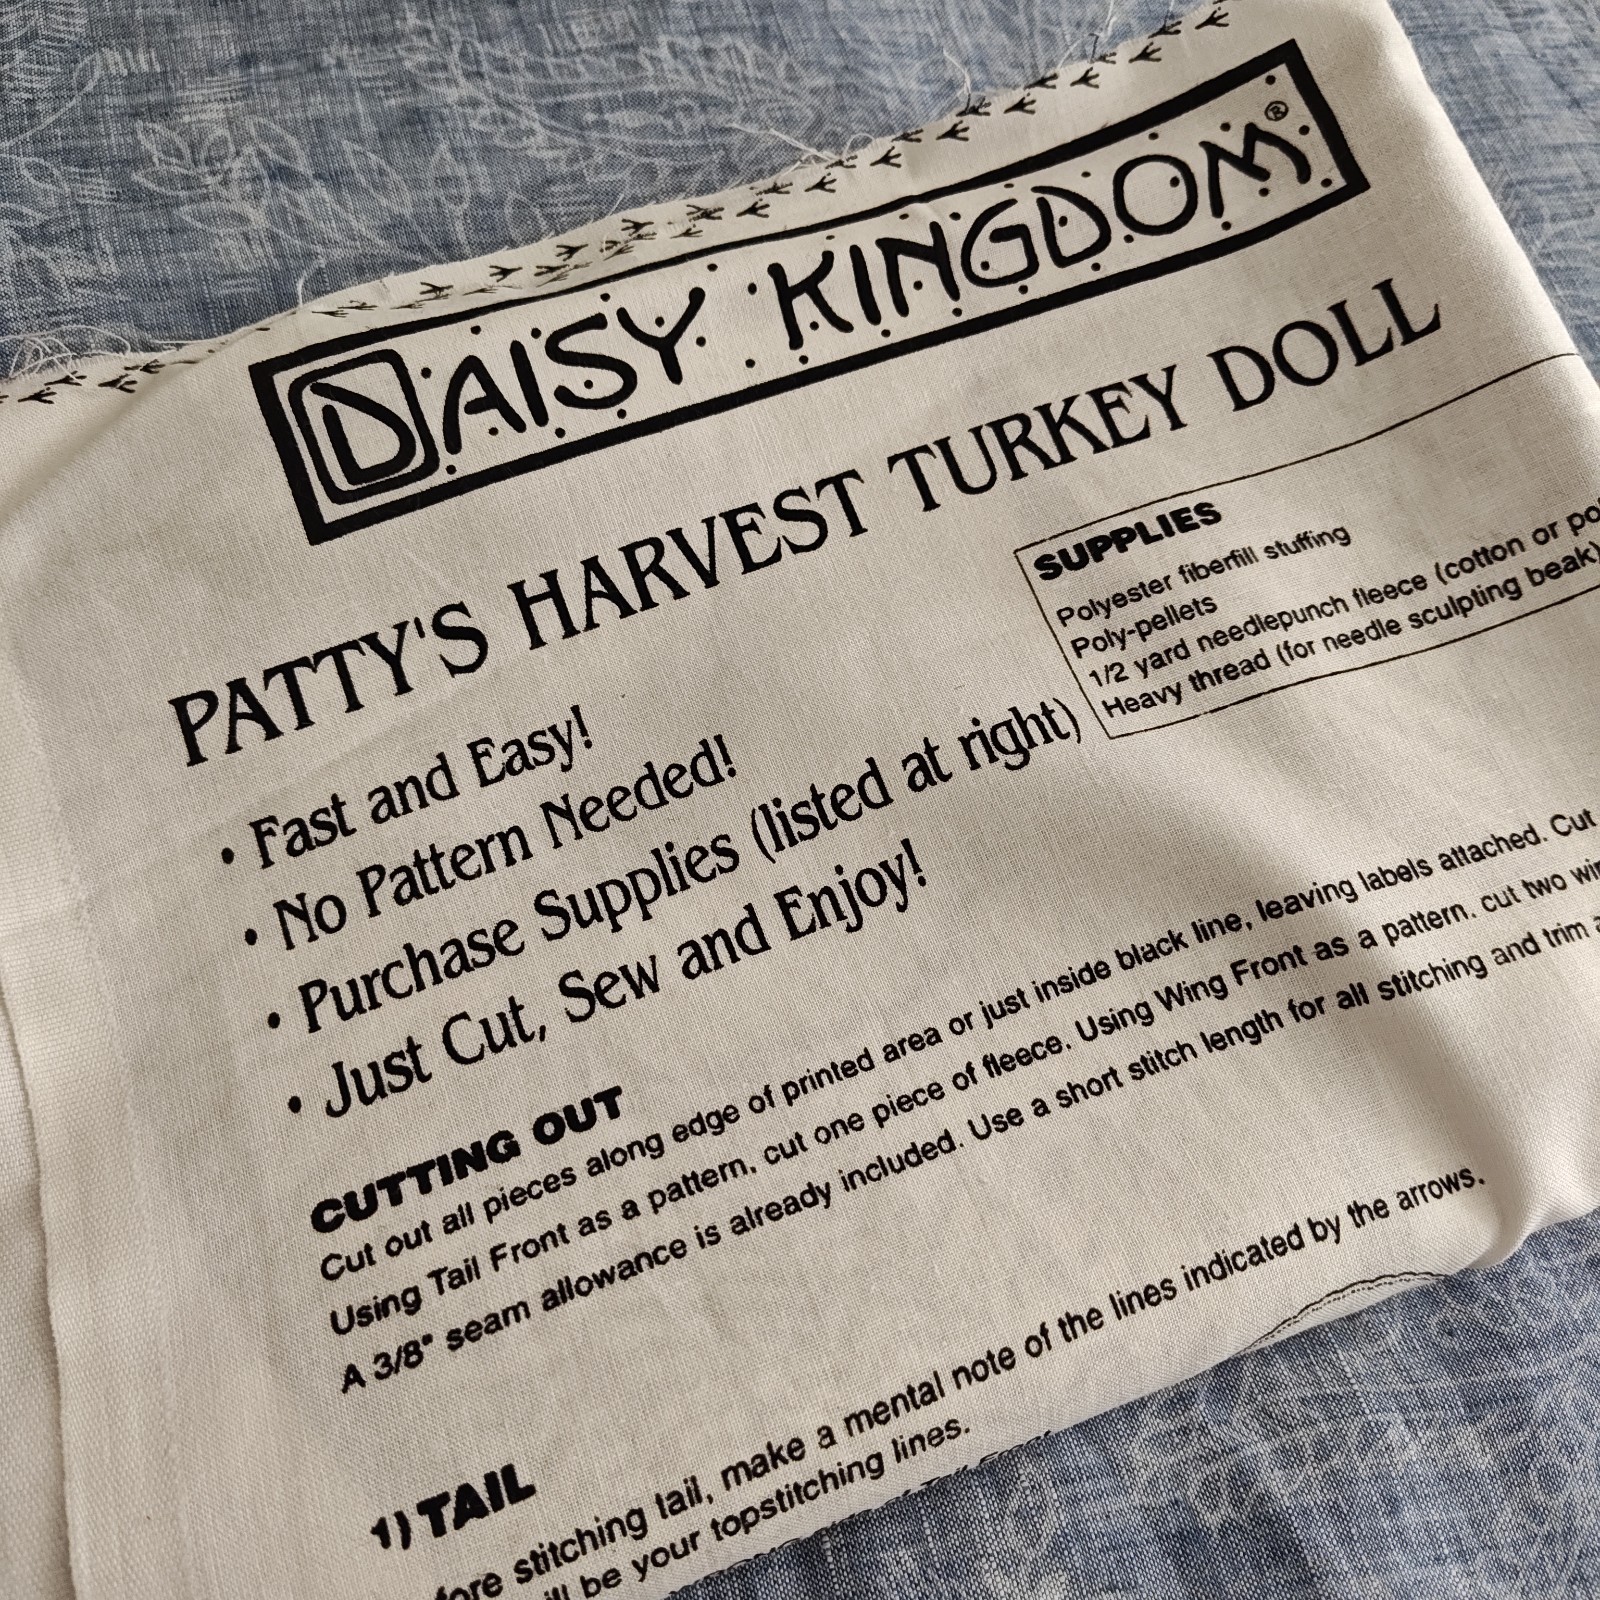 DAISY KINGDOM®
PATTY'S HARVEST TURKEY DOLL
• Fast and Easy!
• No Pattern Needed!
• Purchase Supplies (listed at right)
• Just Cut, Sew and Enjoy!
SUPPLIES
Polyester fiberfill stuffing
Poly-pellets
1/2 yard needlepunch fleece (cotton or
Heavy thread (for needle sculpting beak)
CUTTING OUT
Cut out all pieces along edge of printed area or just inside black line, leaving labels attached. Cut
Using Tail Front as a pattern, cut one piece of fleece. Using Wing Front as a pattern. cut two
A 3/8" seam allowance is already included. Use a short stitch length for all stitching and trim
1) TAIL
stitching tail, make a mental note of the lines indicated by the arrows.
be your topstitching lines.